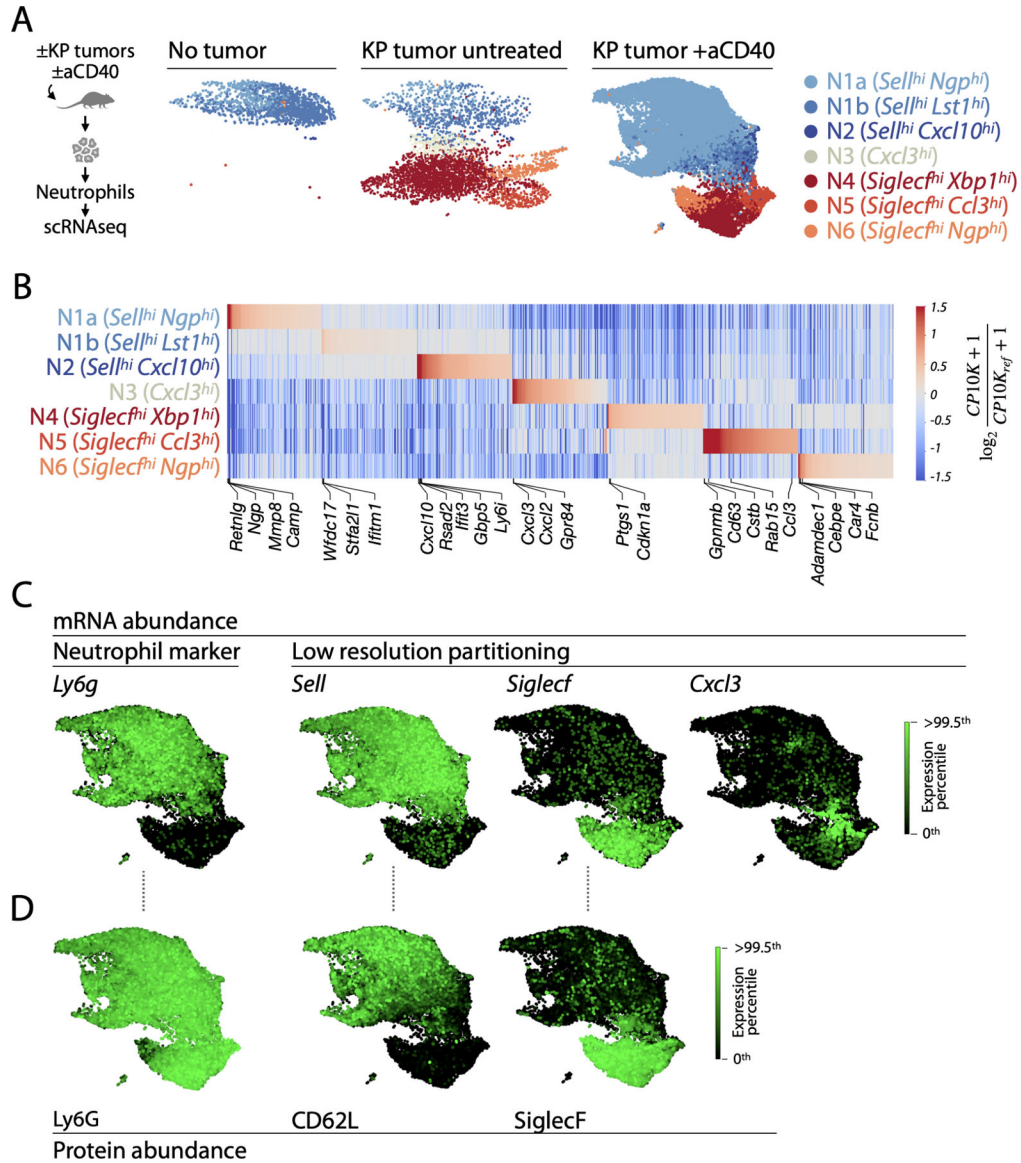 A
±KP tumors
±aCD40
Neutrophils
scRNAseq
No tumor
KP tumor untreated
KP tumor +aCD40
N1a (Sellʰⁱ Ngpʰⁱ)
N1b (Sellʰⁱ Lst1ʰⁱ)
N2 (Sellʰⁱ Cxcl10ʰⁱ)
N3 (Cxcl3ʰⁱ)
N4 (Siglecfʰⁱ Xbp1ʰⁱ)
N5 (Siglecfʰⁱ Ccl3ʰⁱ)
N6 (Siglecfʰⁱ Ngpʰⁱ)
B
N1a (Sellʰⁱ Ngpʰⁱ)
N1b (Sellʰⁱ Lst1ʰⁱ)
N2 (Sellʰⁱ Cxcl10ʰⁱ)
N3 (Cxcl3ʰⁱ)
N4 (Siglecfʰⁱ Xbp1ʰⁱ)
N5 (Siglecfʰⁱ Ccl3ʰⁱ)
N6 (Siglecfʰⁱ Ngpʰⁱ)
Retnlg
Ngp
Mmp8
Camp
Wfdc17
Stfa2l1
Ifitm1
Cxcl10
Rsad2
Ifit3
Gbp5
Ly6i
Cxcl3
Cxcl2
Gpr84
Ptgs1
Cdkn1a
Gpnmb
Cd63
Cstb
Rab15
Ccl3
Adamdec1
Cebpe
Car4
Fcnb
1.5
1
0.5
0
-0.5
-1
-1.5
log₂ CP10K + 1 / CP10Kref + 1
C
mRNA abundance
Neutrophil marker
Low resolution partitioning
Ly6g
Sell
Siglecf
Cxcl3
>99.5ᵗʰ
0ᵗʰ
Expression
percentile
D
>99.5ᵗʰ
0ᵗʰ
Expression
percentile
Ly6G
CD62L
SiglecF
Protein abundance